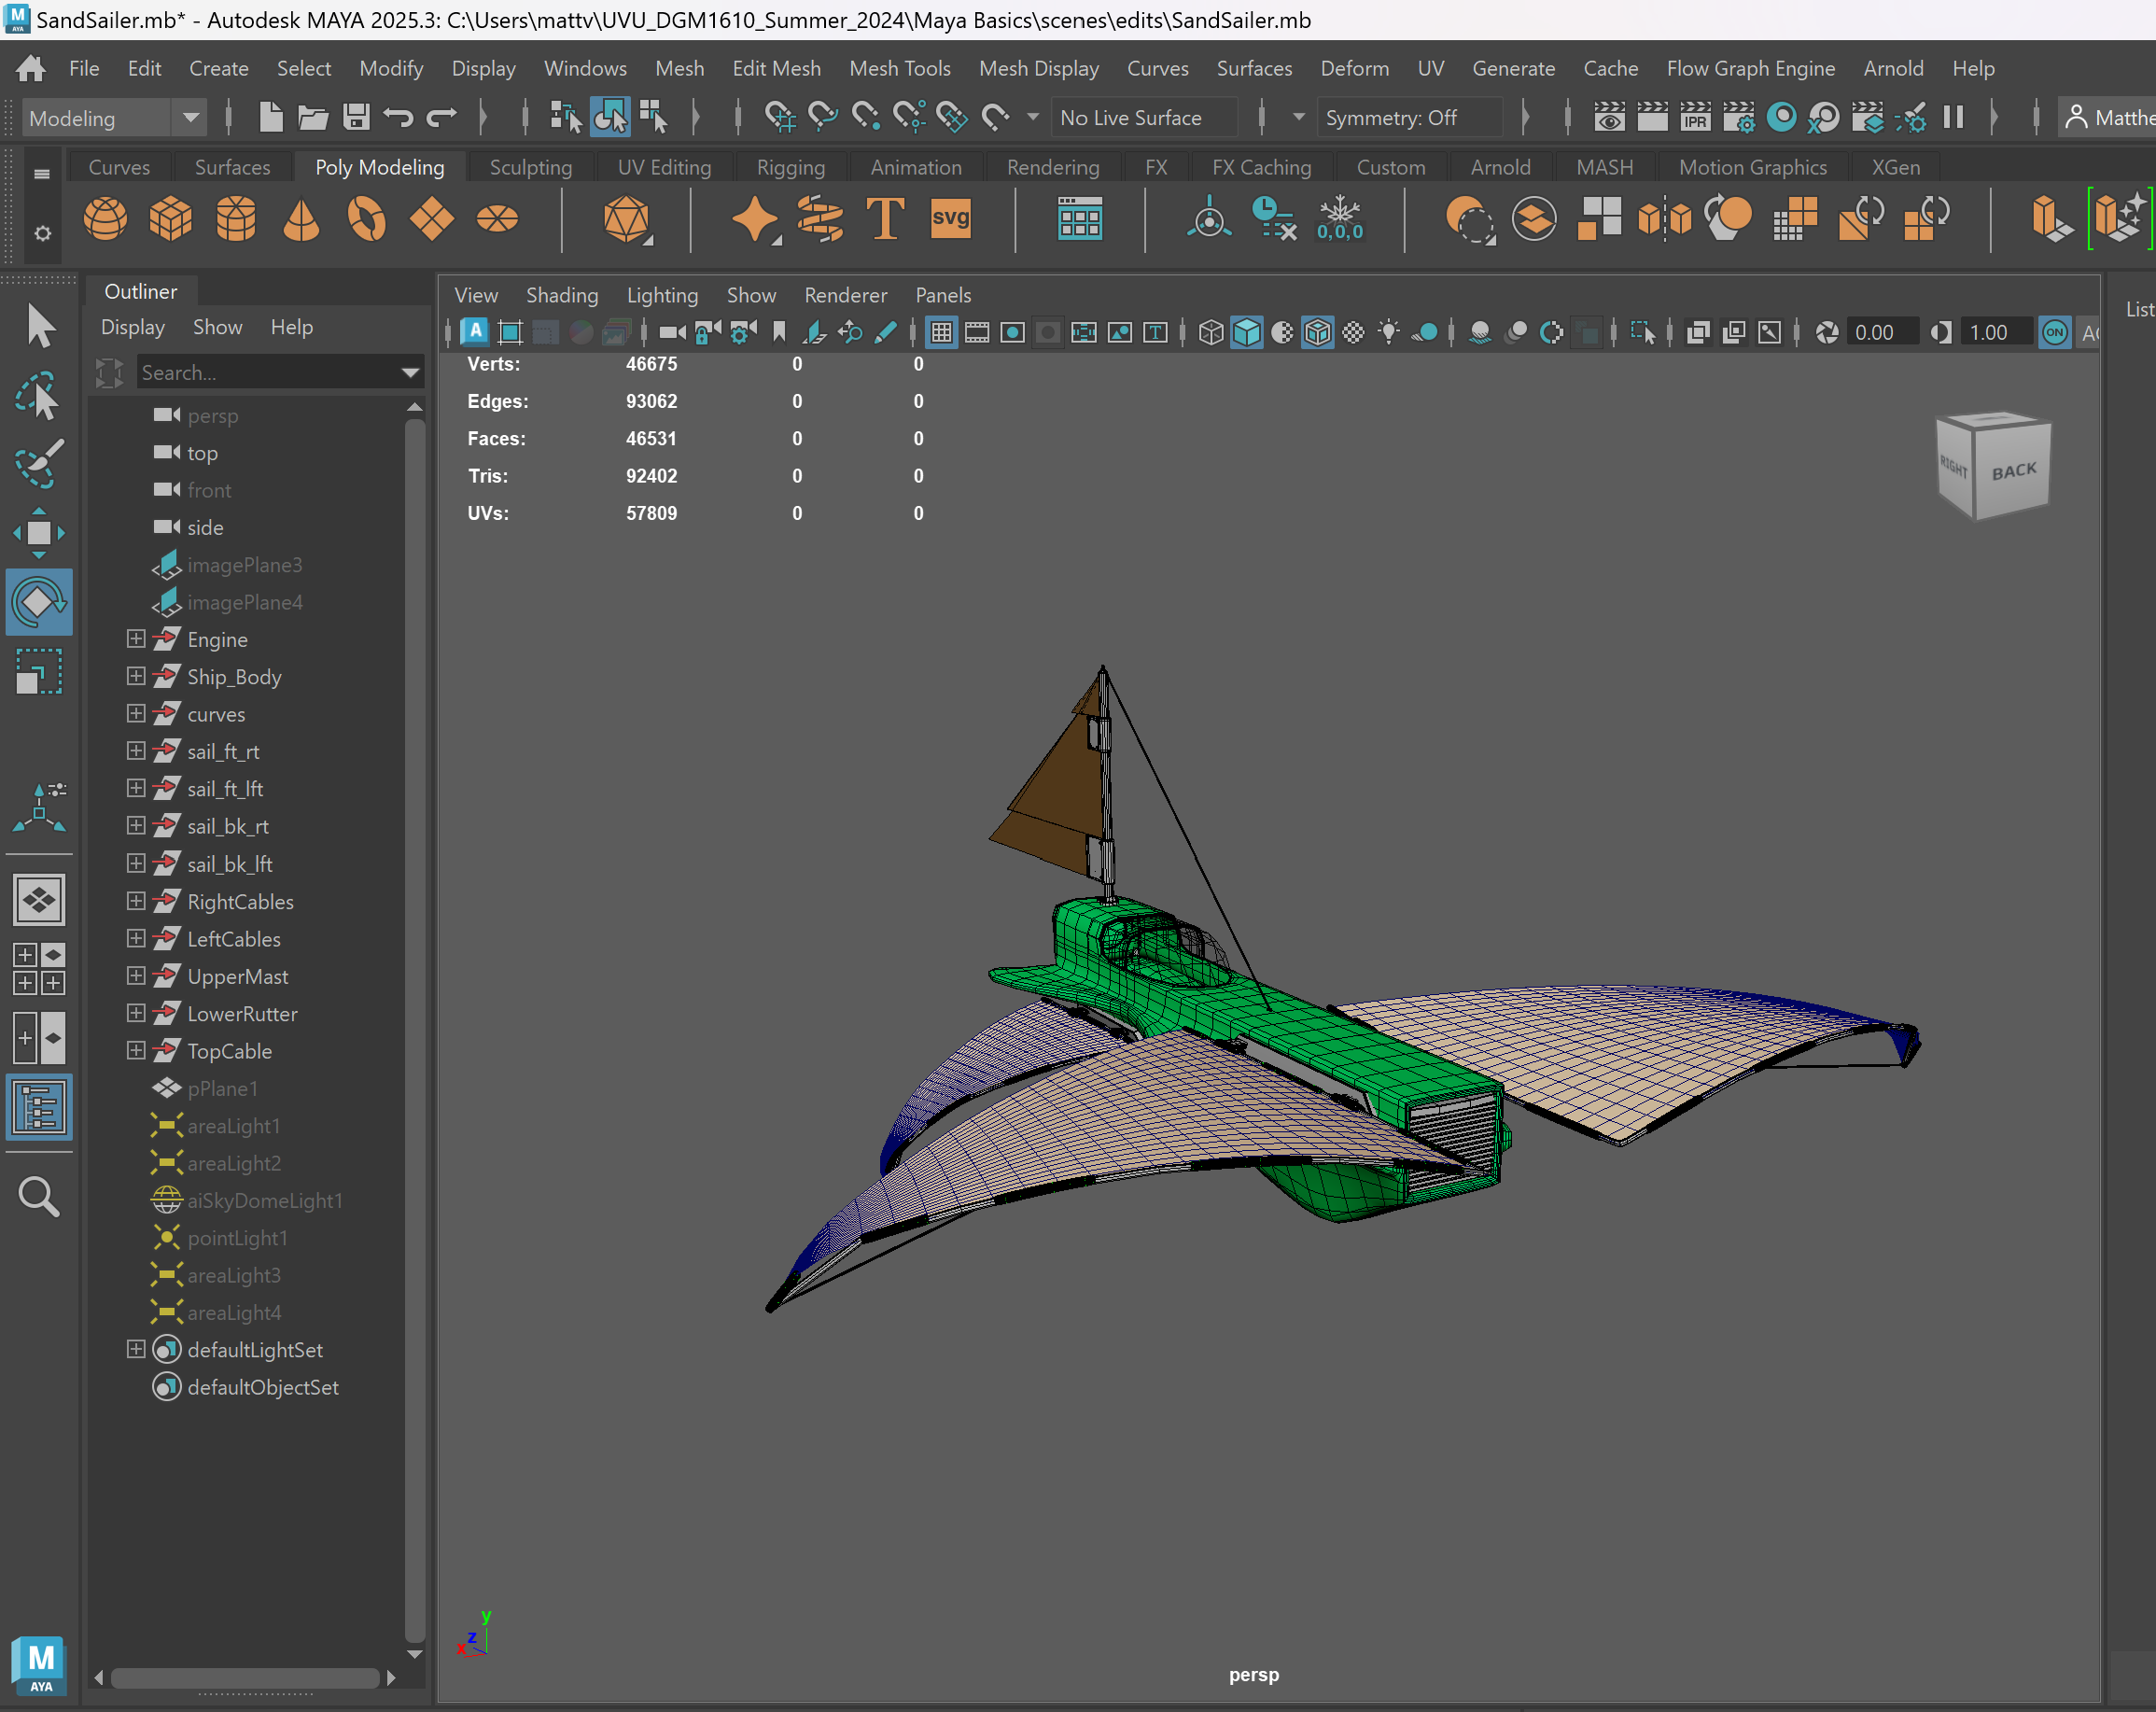 SandSailer.mb* - Autodesk MAYA 2025.3: C:\Users\mattv\UVU_DGM1610_Summer_2024\Maya Basics\scenes\edits\SandSailer.mb
File Edit Create Select Modify Display Windows Mesh Edit Mesh Mesh Tools Mesh Display Curves Surfaces Deform UV Generate Cache Flow Graph Engine Arnold Help
Modeling No Live Surface Symmetry: Off IPR Matthe
Curves Surfaces Poly Modeling Sculpting UV Editing Rigging Animation Rendering FX FX Caching Custom Arnold MASH Motion Graphics XGen
T svg 0,0,0
Outliner
Display Show Help
Search...
persp
top
front
side
imagePlane3
imagePlane4
Engine
Ship_Body
curves
sail_ft_rt
sail_ft_lft
sail_bk_rt
sail_bk_lft
RightCables
LeftCables
UpperMast
LowerRutter
TopCable
pPlane1
areaLight1
areaLight2
aiSkyDomeLight1
pointLight1
areaLight3
areaLight4
defaultLightSet
defaultObjectSet
View Shading Lighting Show Renderer Panels
A T 0.00 1.00 ON AC
Verts: 46675 0 0
Edges: 93062 0 0
Faces: 46531 0 0
Tris: 92402 0 0
UVs: 57809 0 0
RIGHT BACK
List
y
z
x
persp
M
AYA